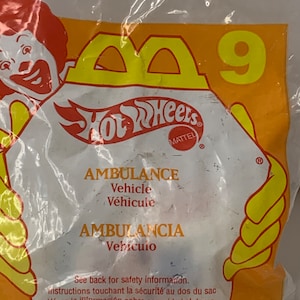 9
HOT WHEELS
MATTEL
®
AMBULANCE
Vehicle
Véhicule
AMBULANCIA
Vehículo
See back for safety information.
Instructions touchant la sécurité au dos du sac